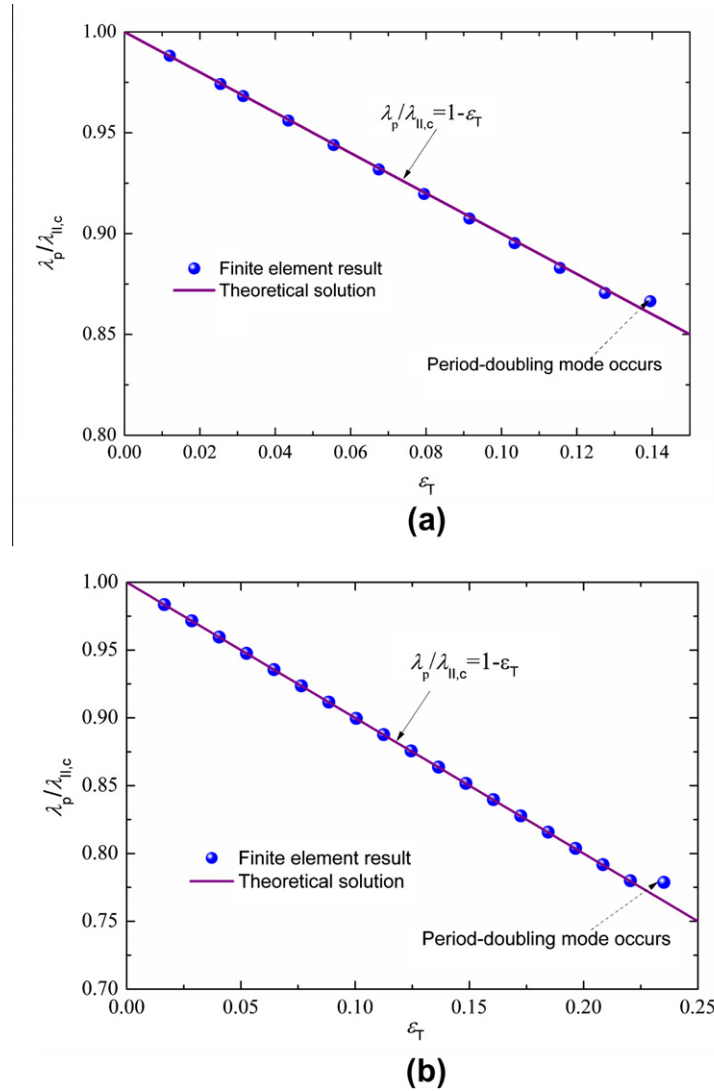 1.00
0.95
0.90
0.85
0.80
λp/λII,c
λp/λII,c=1-εT
Finite element result
Theoretical solution
Period-doubling mode occurs
0.00 0.02 0.04 0.06 0.08 0.10 0.12 0.14
εT
(a)
1.00
0.95
0.90
0.85
0.80
0.75
0.70
λp/λII,c
λp/λII,c=1-εT
Finite element result
Theoretical solution
Period-doubling mode occurs
0.00 0.05 0.10 0.15 0.20 0.25
εT
(b)